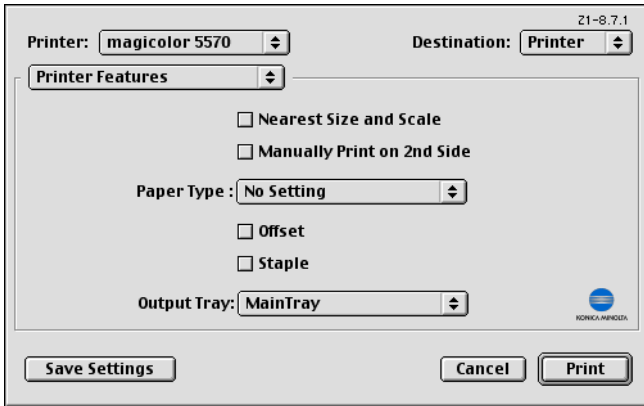 Z1-8.7.1
Printer: magicolor 5570 Destination: Printer
Printer Features
Nearest Size and Scale
Manually Print on 2nd Side
Paper Type : No Setting
Offset
Staple
Output Tray: MainTray
KONICA MINOLTA
Save Settings Cancel Print